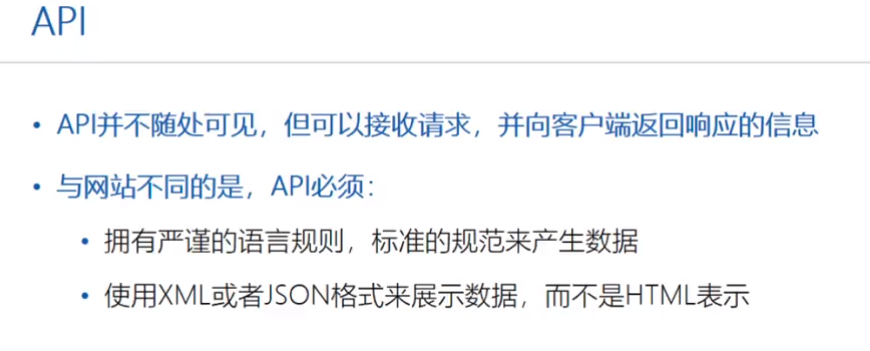 API
• API并不随处可见，但可以接收请求，并向客户端返回响应的信息
• 与网站不同的是，API必须：
• 拥有严谨的语言规则，标准的规范来产生数据
• 使用XML或者JSON格式来展示数据，而不是HTML表示